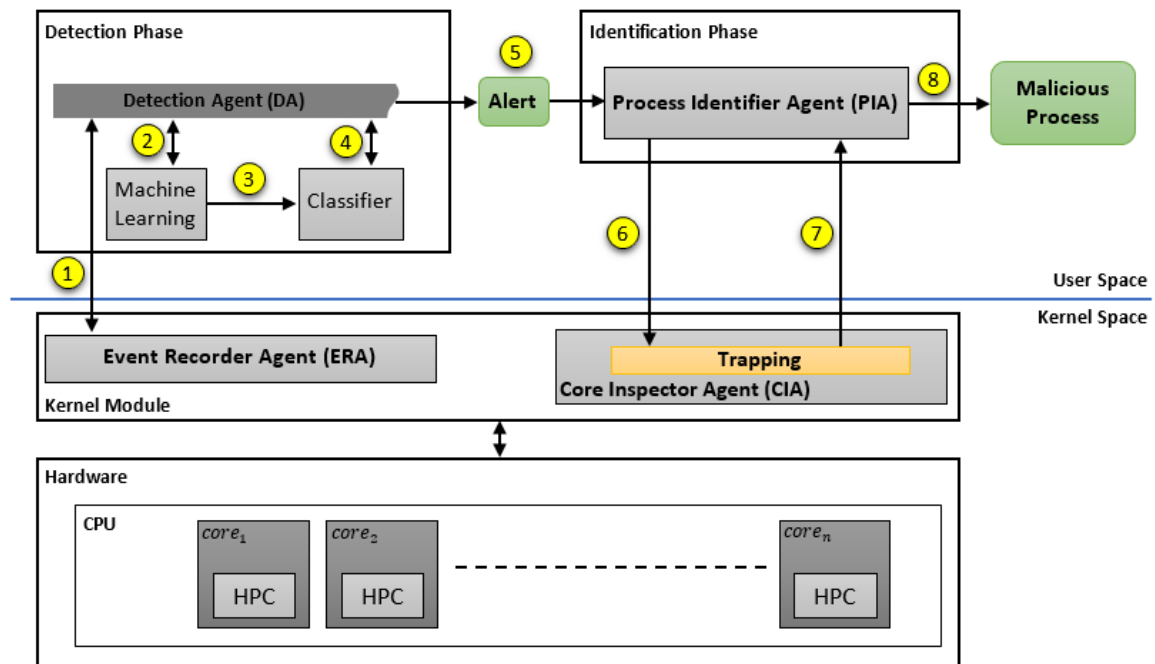 Detection Phase
Detection Agent (DA)
2
4
Machine
Learning
3
Classifier
1
5
Alert
Identification Phase
Process Identifier Agent (PIA)
8
Malicious
Process
6
7
User Space
Kernel Space
Event Recorder Agent (ERA)
Trapping
Core Inspector Agent (CIA)
Kernel Module
Hardware
CPU
core₁
HPC
core₂
HPC
coreₙ
HPC